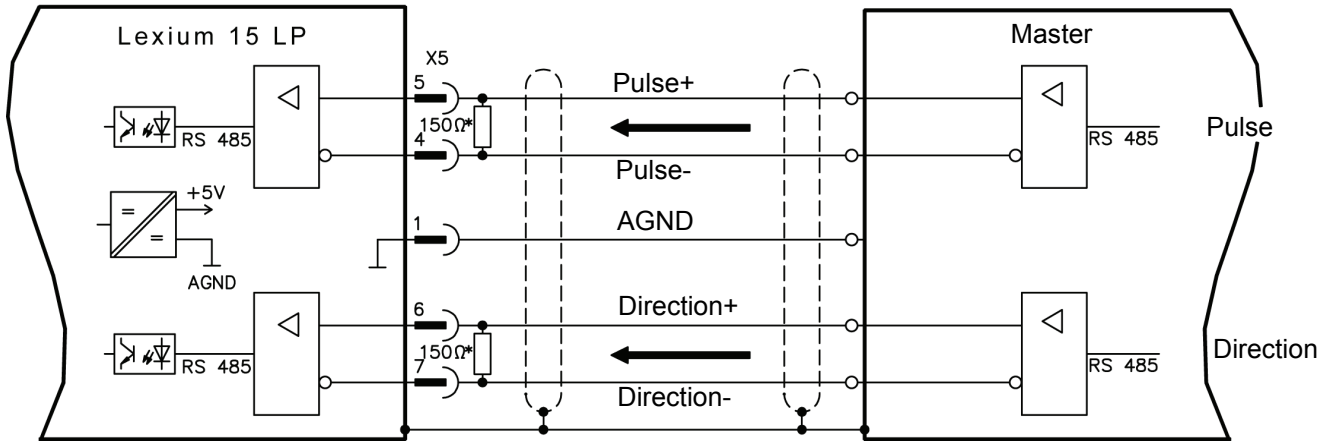 Lexium 15 LP
Master
X5
5
Pulse+
150Ω*
RS 485
RS 485
Pulse
4
Pulse-
+5V
1
AGND
AGND
6
Direction+
150Ω*
RS 485
RS 485
Direction
7
Direction-